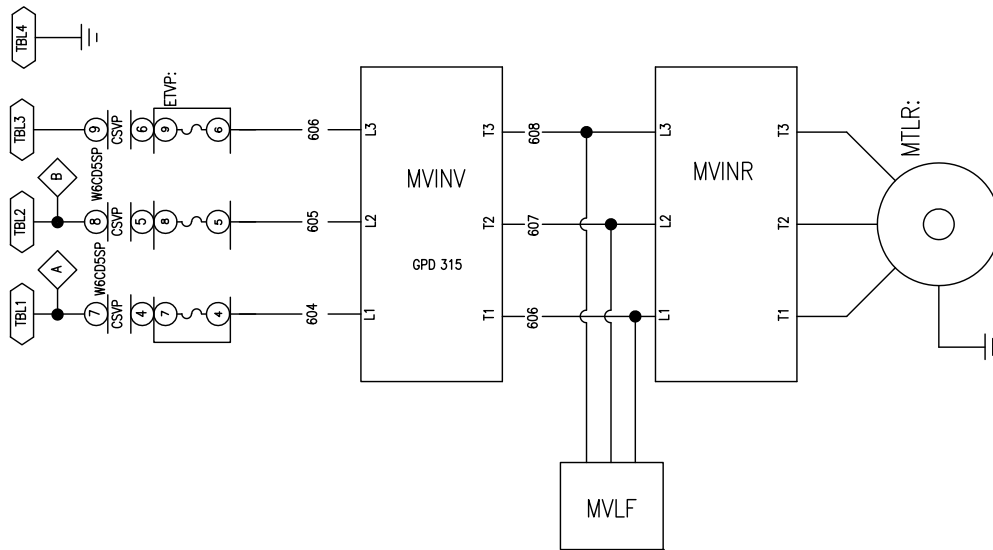 TBL4
TBL3
9
CSVP
6
9
ETVP:
6
606
L3
T3
608
L3
T3
MTLR:
W6CD5SP
B
TBL2
8
CSVP
5
8
5
605
L2
MVINV
T2
607
L2
MVINR
T2
GPD 315
W6CD5SP
A
TBL1
7
CSVP
4
7
4
604
L1
T1
606
L1
T1
MVLF